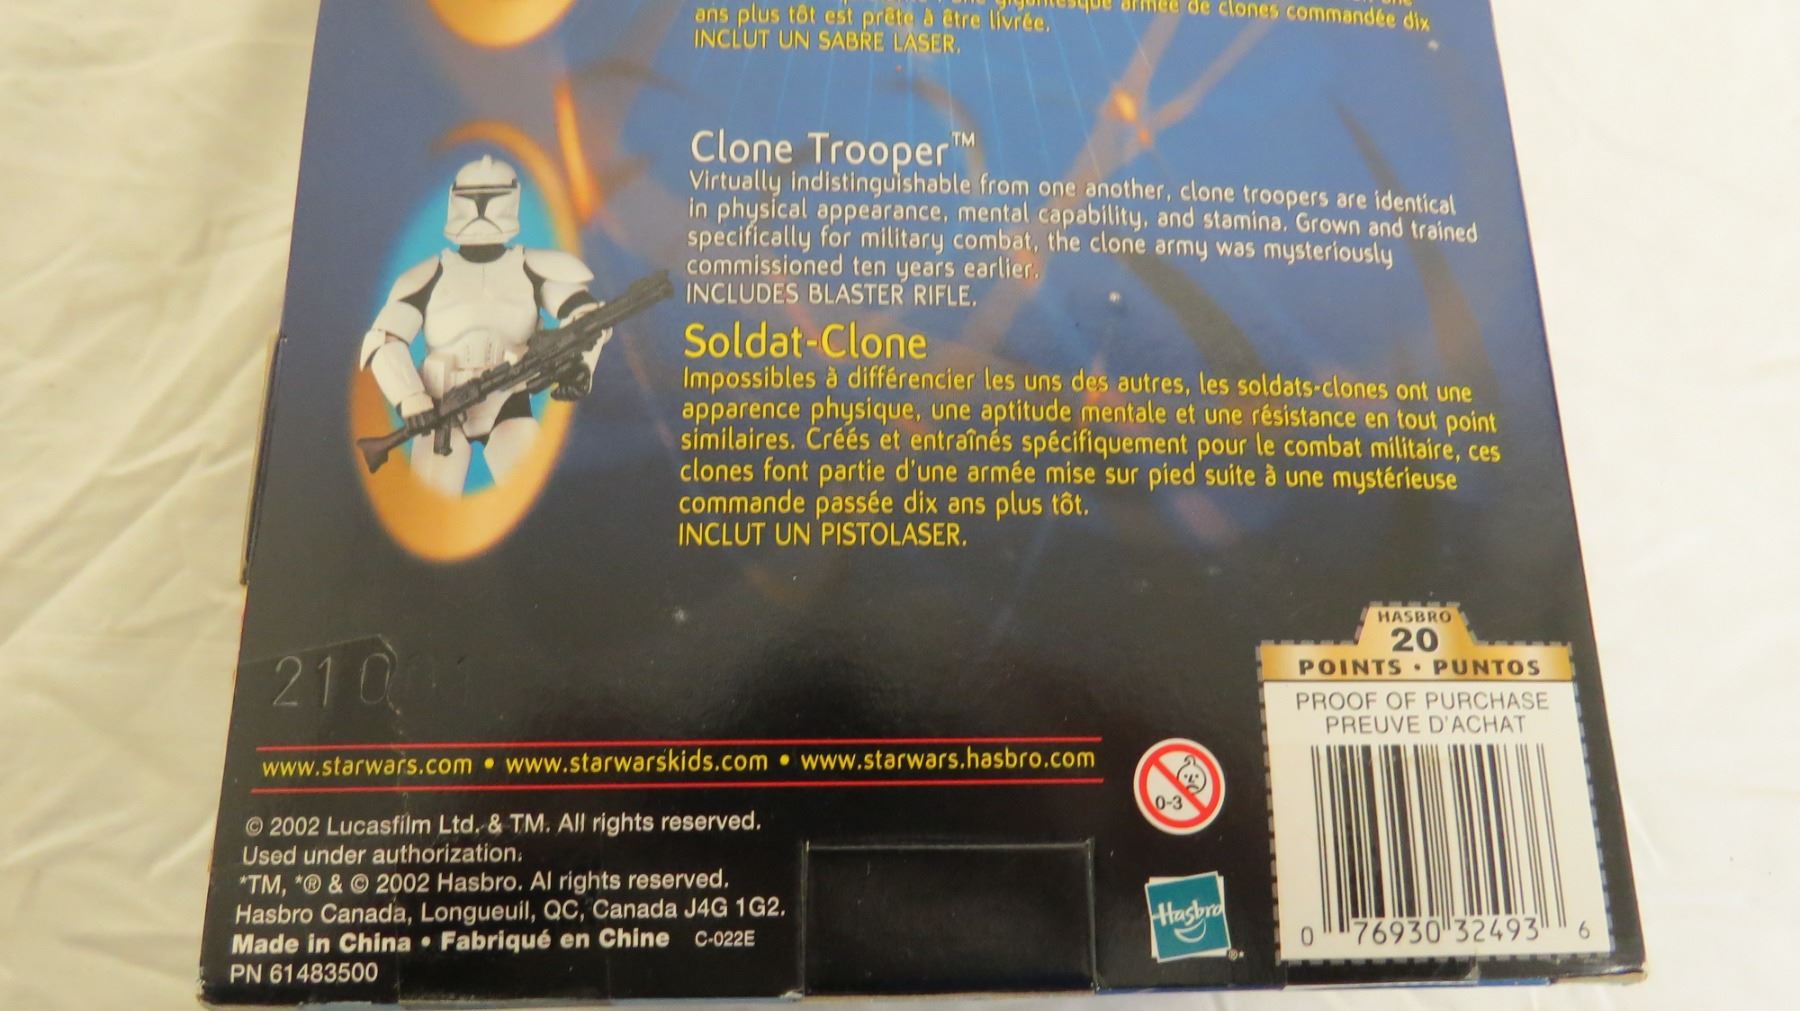 armée de clones commandée dix
ans plus tôt est prête à être livrée.
INCLUT UN SABRE LASER.
Clone Trooper™
Virtually indistinguishable from one another, clone troopers are identical
in physical appearance, mental capability, and stamina. Grown and trained
specifically for military combat, the clone army was mysteriously
commissioned ten years earlier.
INCLUDES BLASTER RIFLE.
Soldat-Clone
Impossibles à différencier les uns des autres, les soldats-clones ont une
apparence physique, une aptitude mentale et une résistance en tout point
similaires. Créés et entraînés spécifiquement pour le combat militaire, ces
clones font partie d'une armée mise sur pied suite à une mystérieuse
commande passée dix ans plus tôt.
INCLUT UN PISTOLASER.
www.starwars.com • www.starwarskids.com • www.starwars.hasbro.com
© 2002 Lucasfilm Ltd. & TM. All rights reserved.
Used under authorization.
*TM, *® & © 2002 Hasbro. Al rights reserved.
Hasbro Canada, Longueuil, QC, Canada J4G 1G2.
Made in China • Fabriqué en Chine C-022E
PN 61483500
0-3
Hasbro
®*
HASBRO
20
POINTS • PUNTOS
PROOF OF PURCHASE
PREUVE D'ACHAT
0 76930 32493 6